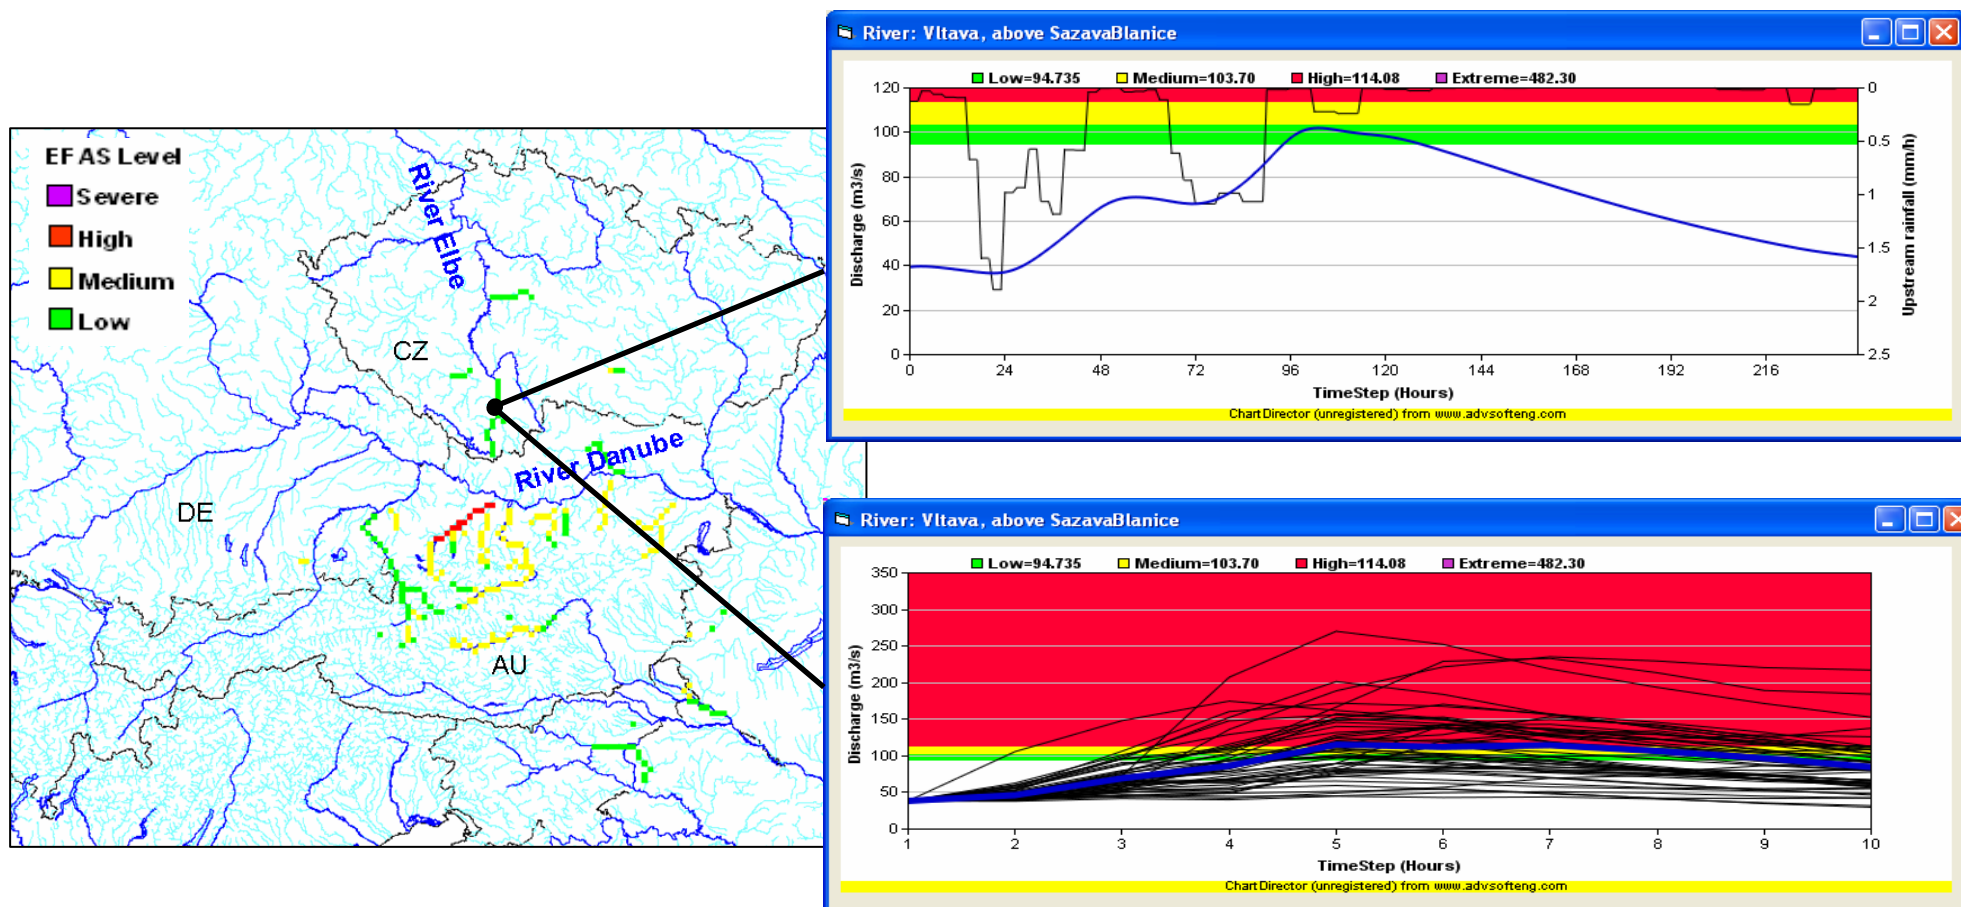 EFAS Level
Severe
High
Medium
Low
River Elbe
CZ
River Danube
DE
AU
River: Vltava, above SazavaBlanice
Low=94.735 Medium=103.70 High=114.08 Extreme=482.30
120
100
80
60
40
20
0
Discharge (m3/s)
0
0.5
1
1.5
2
2.5
Upstream rainfall (mm/h)
0 24 48 72 96 120 144 168 192 216
TimeStep (Hours)
ChartDirector (unregistered) from www.advsofteng.com
River: Vltava, above SazavaBlanice
Low=94.735 Medium=103.70 High=114.08 Extreme=482.30
350
300
250
200
150
100
50
0
Discharge (m3/s)
1 2 3 4 5 6 7 8 9 10
TimeStep (Hours)
ChartDirector (unregistered) from www.advsofteng.com